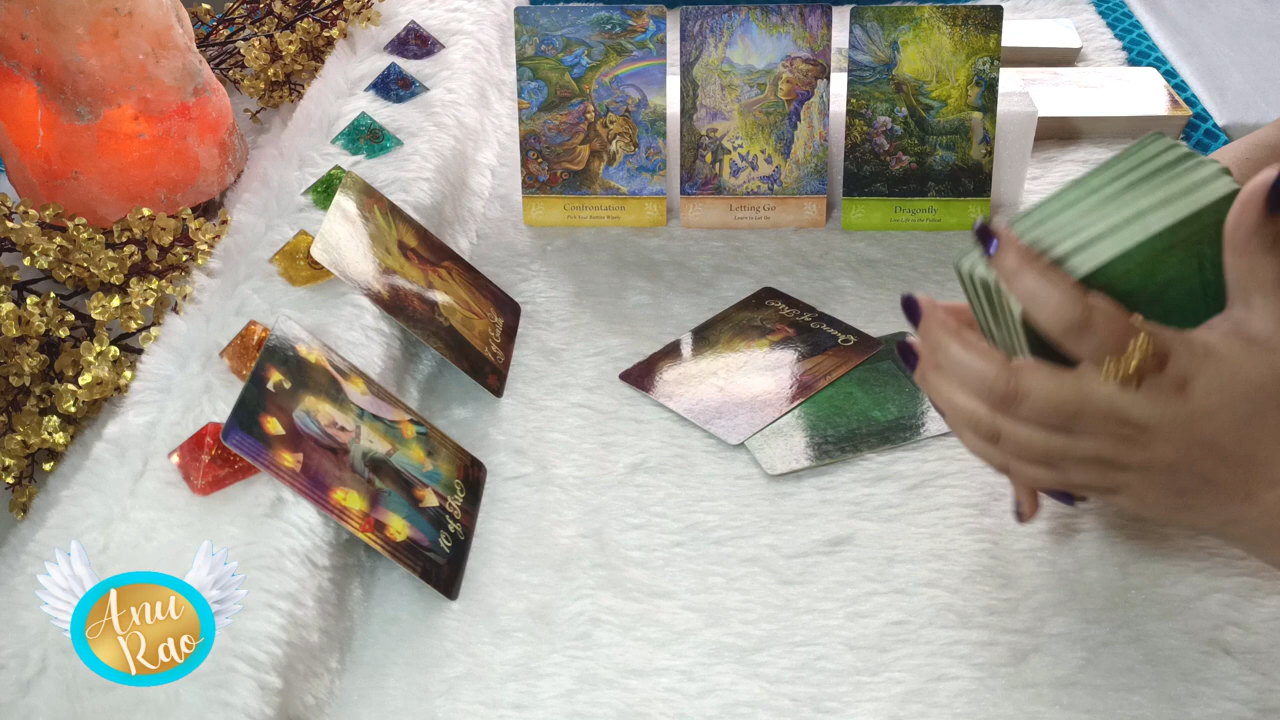 Confrontation
Pick Your Battles Wisely
Letting Go
Learn to Let Go
Dragonfly
Live Life to the Fullest
Queen of Fire
10 of Fire
Anu
Rao